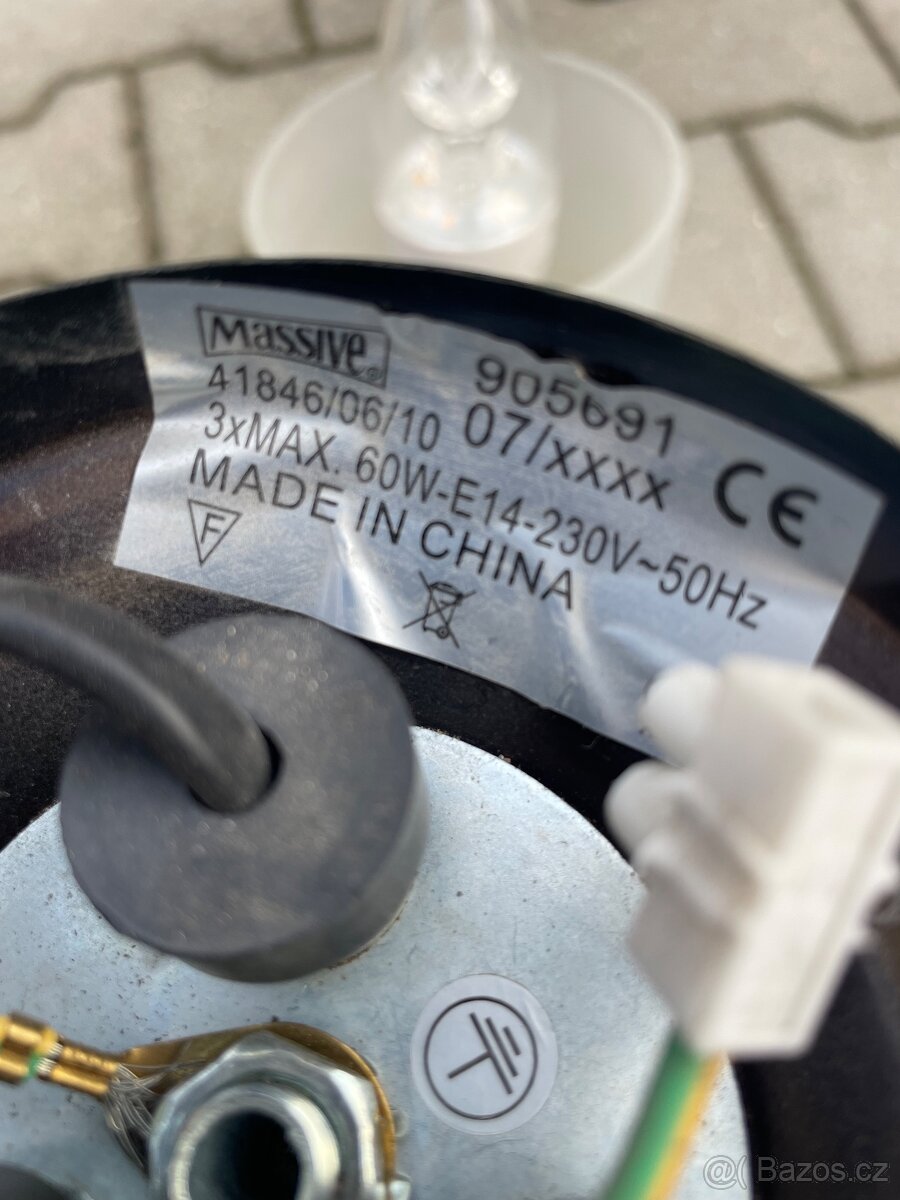 Massive® 905691
41846/06/10 07/xxxx CE
3xMAX. 60W-E14-230V~50Hz
MADE IN CHINA
F
@( Bazos.cz